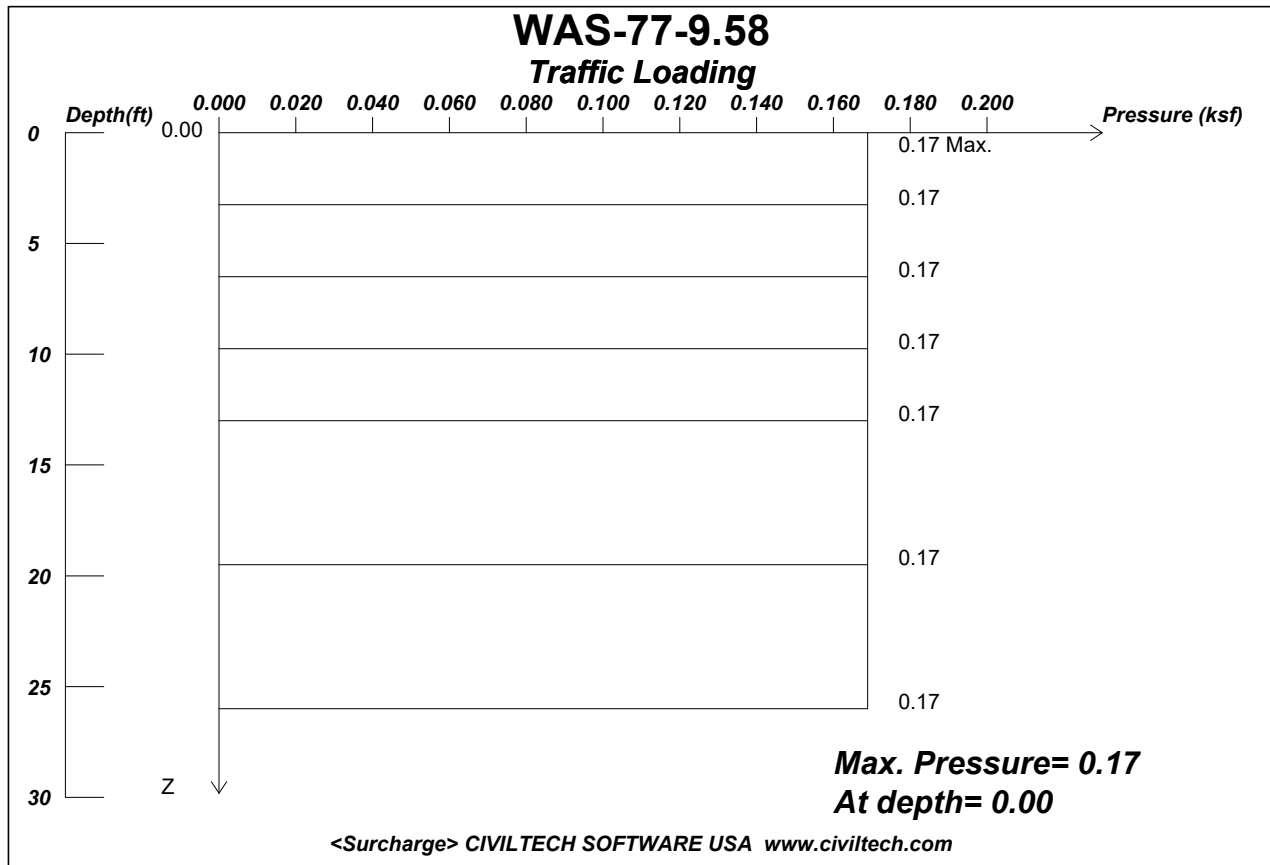 WAS-77-9.58
Traffic Loading
0.000 0.020 0.040 0.060 0.080 0.100 0.120 0.140 0.160 0.180 0.200
Depth(ft) Pressure (ksf)
0 0.00
0.17 Max.
0.17
5
0.17
0.17
10
0.17
15
0.17
20
25
0.17
Max. Pressure= 0.17
Z
30
At depth= 0.00
<Surcharge> CIVILTECH SOFTWARE USA www.civiltech.com